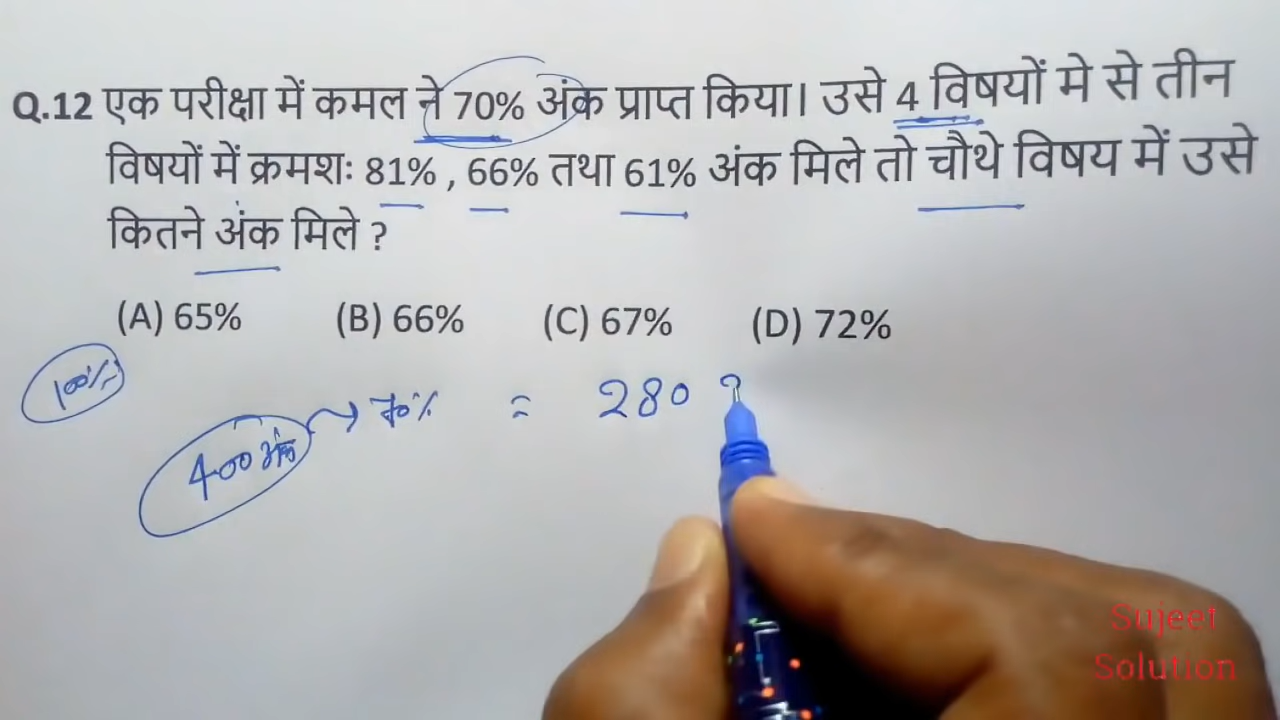 Q.12 एक परीक्षा में कमल ने 70% अंक प्राप्त किया। उसे 4 विषयों मे से तीन
विषयों में क्रमशः 81% , 66% तथा 61% अंक मिले तो चौथे विषय में उसे
कितने अंक मिले ?
(A) 65% (B) 66% (C) 67% (D) 72%
100%
400 अंक → 70% = 280
Sujeet
Solution